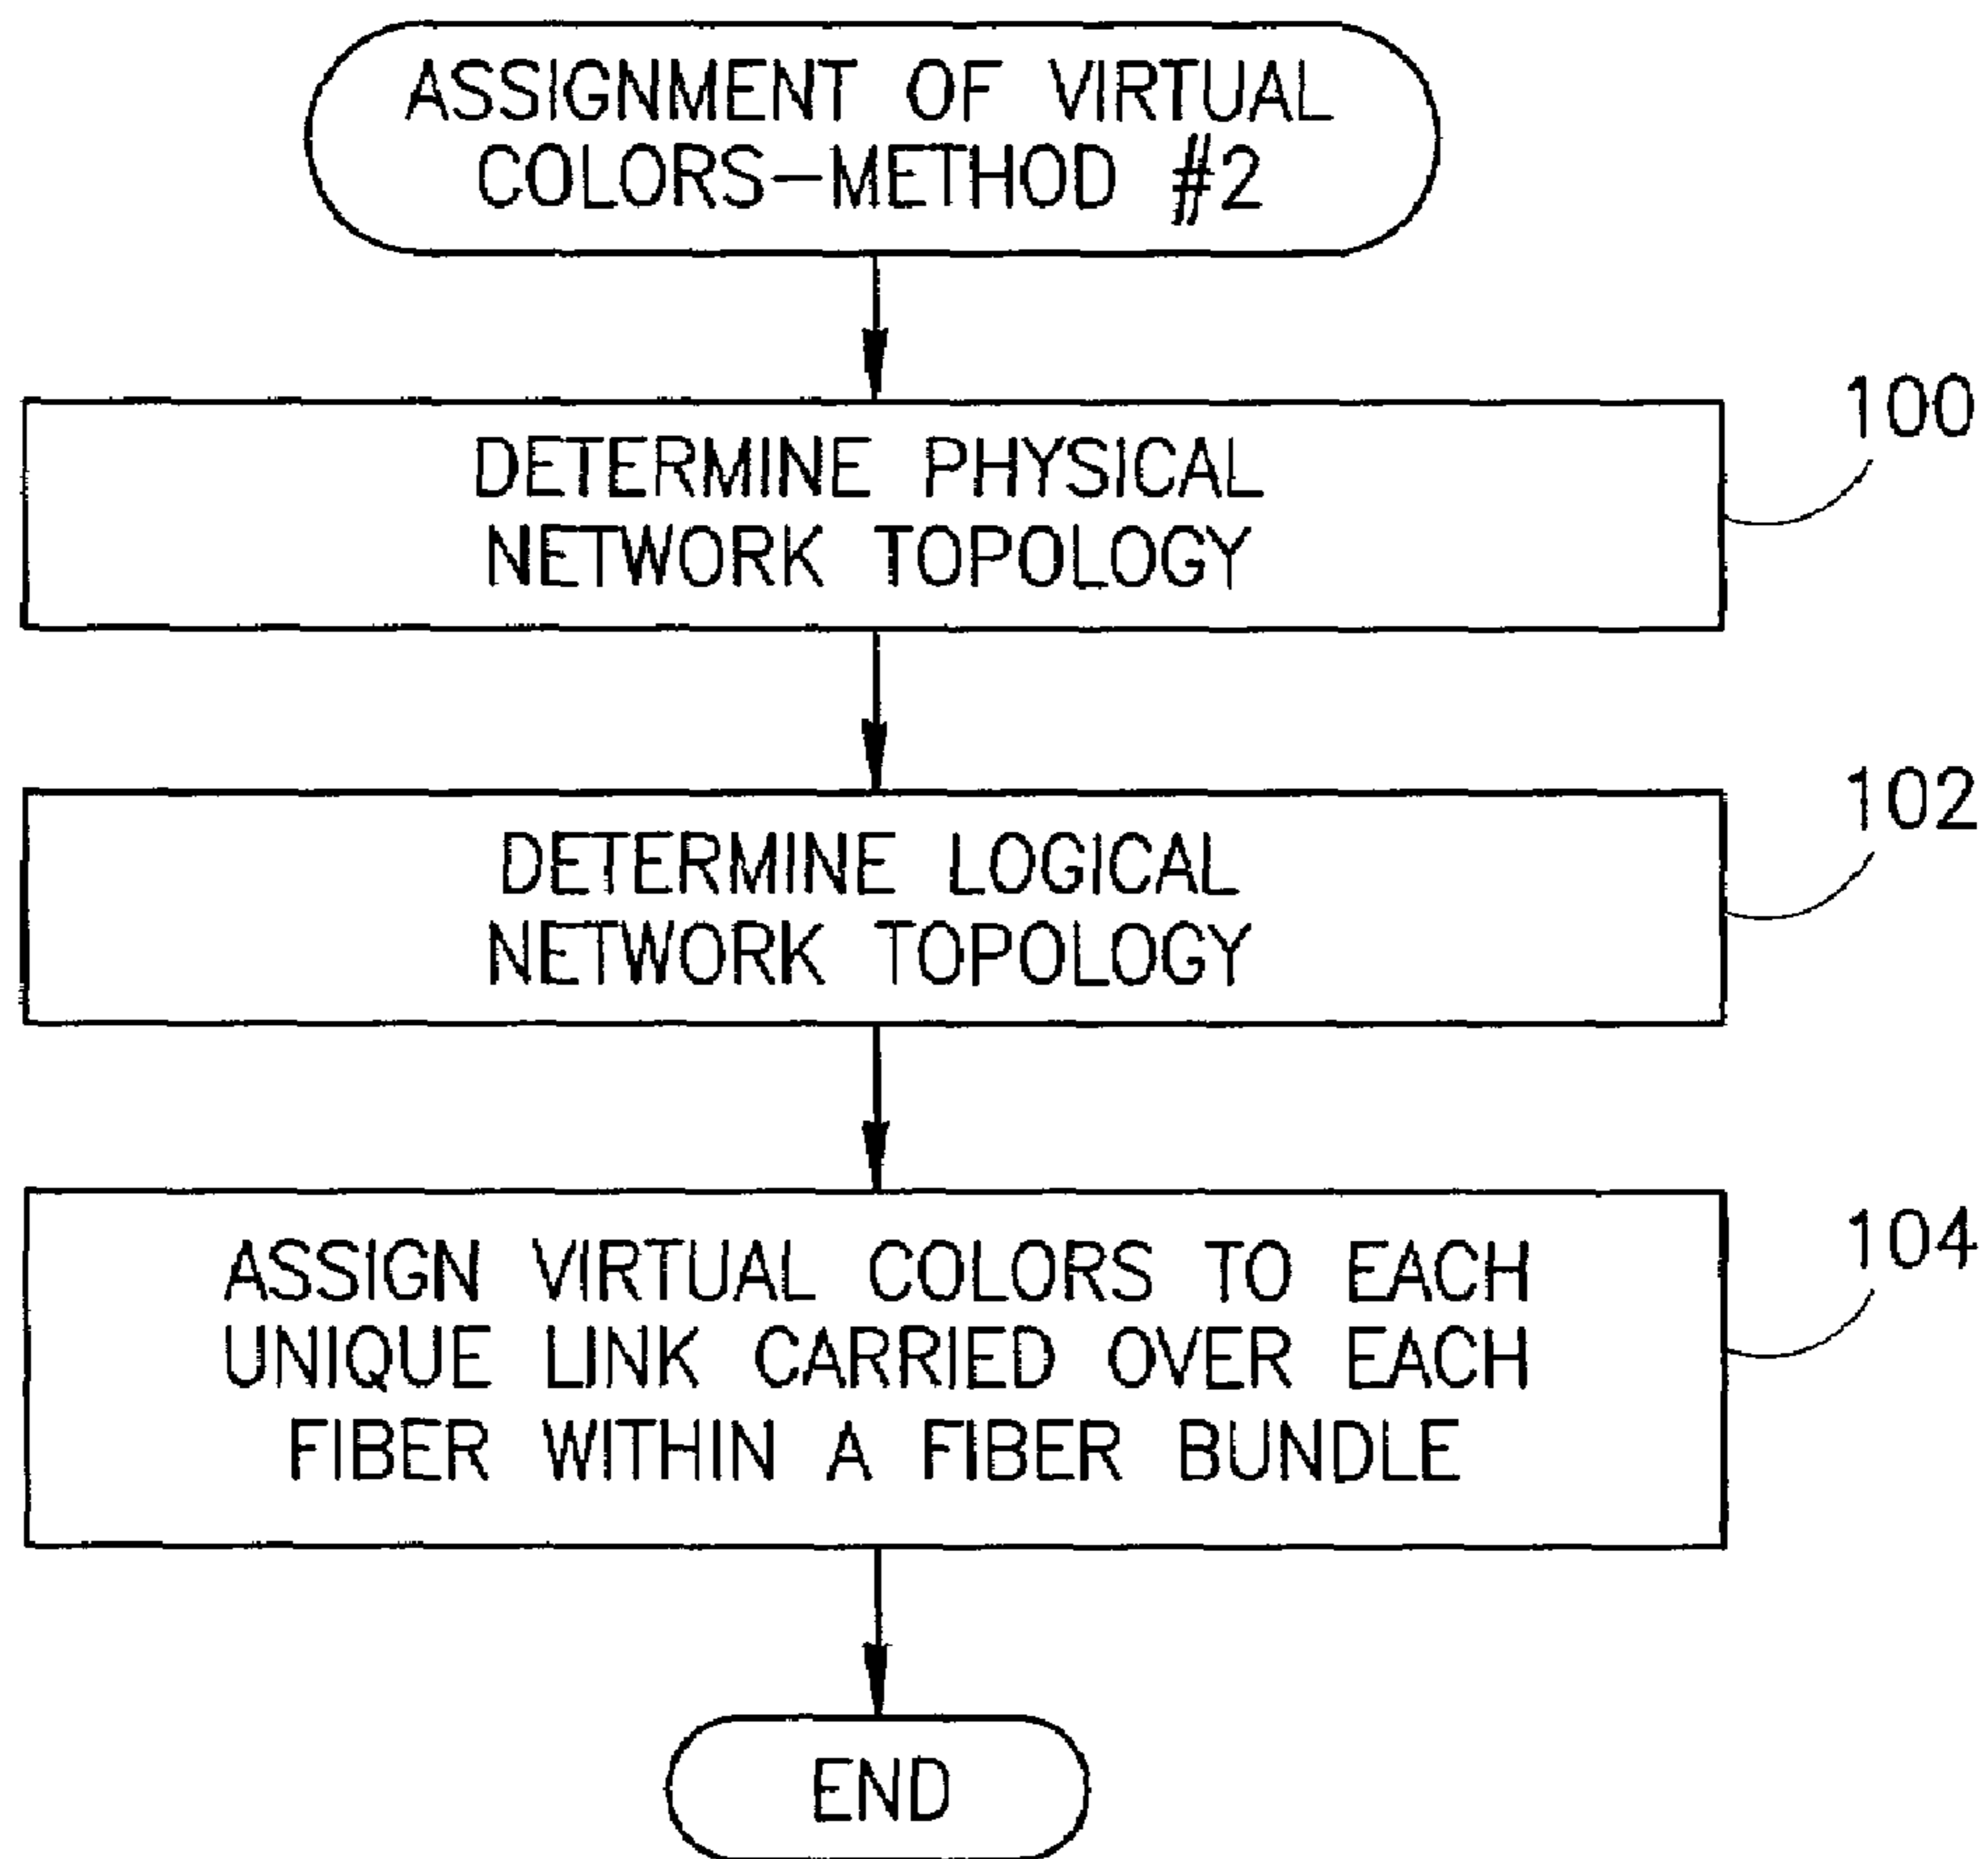 ASSIGNMENT OF VIRTUAL
COLORS-METHOD #2
100
DETERMINE PHYSICAL
NETWORK TOPOLOGY
102
DETERMINE LOGICAL
NETWORK TOPOLOGY
104
ASSIGN VIRTUAL COLORS TO EACH
UNIQUE LINK CARRIED OVER EACH
FIBER WITHIN A FIBER BUNDLE
END